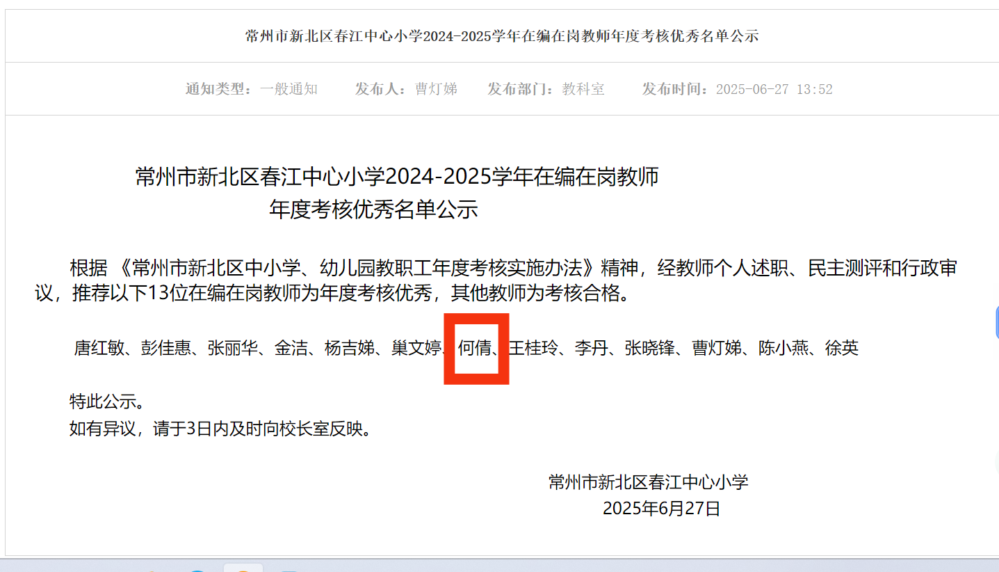 常州市新北区春江中心小学2024-2025学年在编在岗教师年度考核优秀名单公示
通知类型：一般通知 发布人：曹灯娣 发布部门：教科室 发布时间：2025-06-27 13:52
常州市新北区春江中心小学2024-2025学年在编在岗教师
年度考核优秀名单公示
根据 《常州市新北区中小学、幼儿园教职工年度考核实施办法》精神，经教师个人述职、民主测评和行政审
议，推荐以下13位在编在岗教师为年度考核优秀，其他教师为考核合格。
唐红敏、彭佳惠、张丽华、金洁、杨吉娣、巢文婷、何倩、王桂玲、李丹、张晓锋、曹灯娣、陈小燕、徐英
特此公示。
如有异议，请于3日内及时向校长室反映。
常州市新北区春江中心小学
2025年6月27日